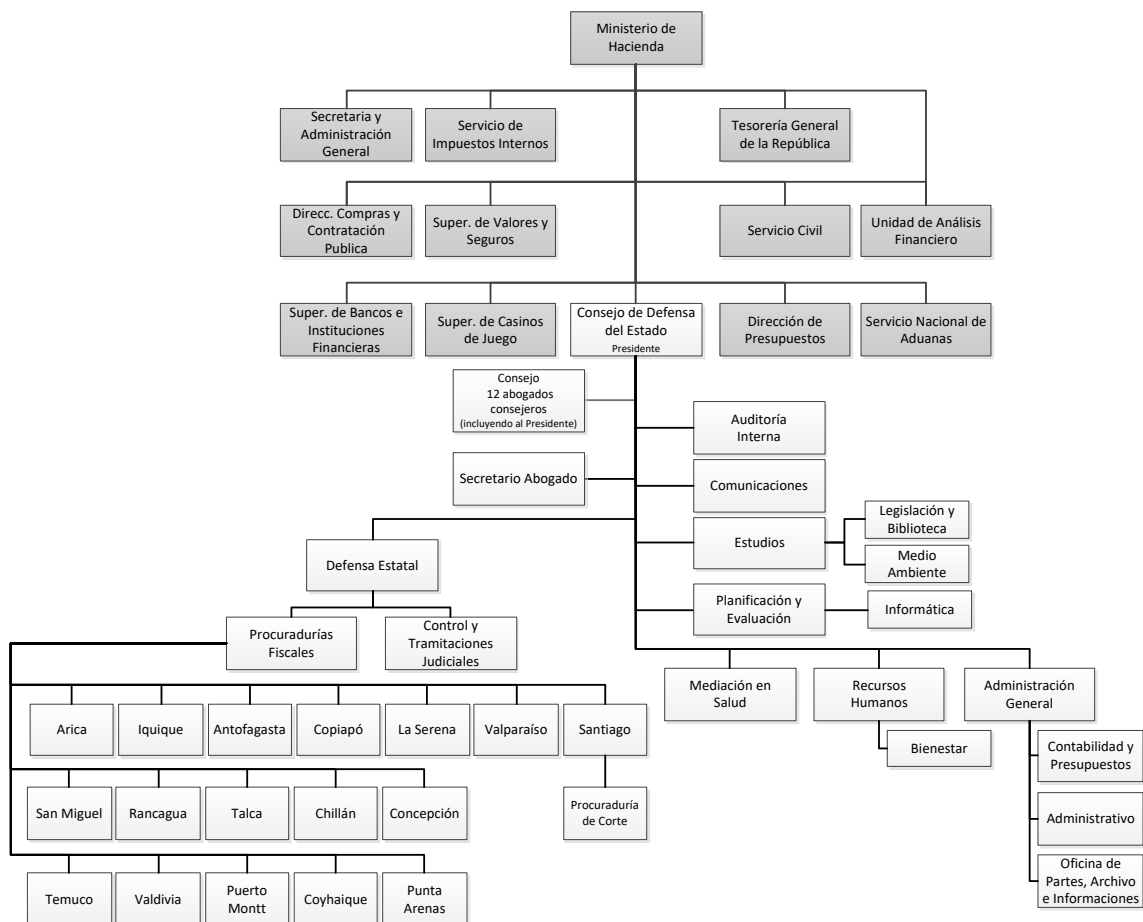 Ministerio de
Hacienda
Secretaria y
Administración
General
Servicio de
Impuestos Internos
Tesorería General
de la República
Direcc. Compras y
Contratación
Publica
Super. de Valores y
Seguros
Servicio Civil
Unidad de Análisis
Financiero
Super. de Bancos e
Instituciones
Financieras
Super. de Casinos
de Juego
Consejo de Defensa
del Estado
Presidente
Dirección de
Presupuestos
Servicio Nacional de
Aduanas
Consejo
12 abogados
consejeros
(incluyendo al Presidente)
Auditoría
Interna
Secretario Abogado
Comunicaciones
Estudios
Legislación y
Biblioteca
Medio
Ambiente
Defensa Estatal
Planificación y
Evaluación
Informática
Procuradurías
Fiscales
Control y
Tramitaciones
Judiciales
Mediación en
Salud
Recursos
Humanos
Administración
General
Arica
Iquique
Antofagasta
Copiapó
La Serena
Valparaíso
Santiago
Bienestar
Contabilidad y
Presupuestos
San Miguel
Rancagua
Talca
Chillán
Concepción
Procuraduría
de Corte
Administrativo
Temuco
Valdivia
Puerto
Montt
Coyhaique
Punta
Arenas
Oficina de
Partes, Archivo
e Informaciones